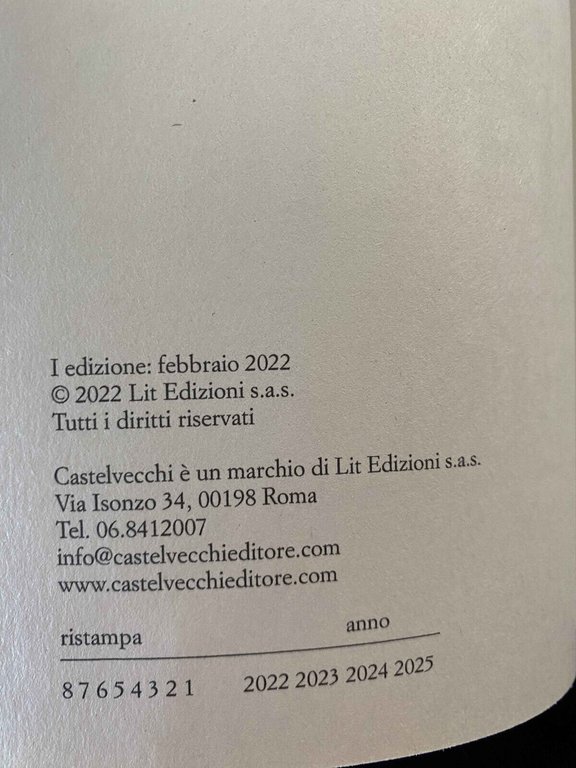 I edizione: febbraio 2022
© 2022 Lit Edizioni s.a.s.
Tutti i diritti riservati
Castelvecchi è un marchio di Lit Edizioni s.a.s.
Via Isonzo 34, 00198 Roma
Tel. 06.8412007
info@castelvecchieditore.com
www.castelvecchieditore.com
ristampa anno
8 7 6 5 4 3 2 1 2022 2023 2024 2025